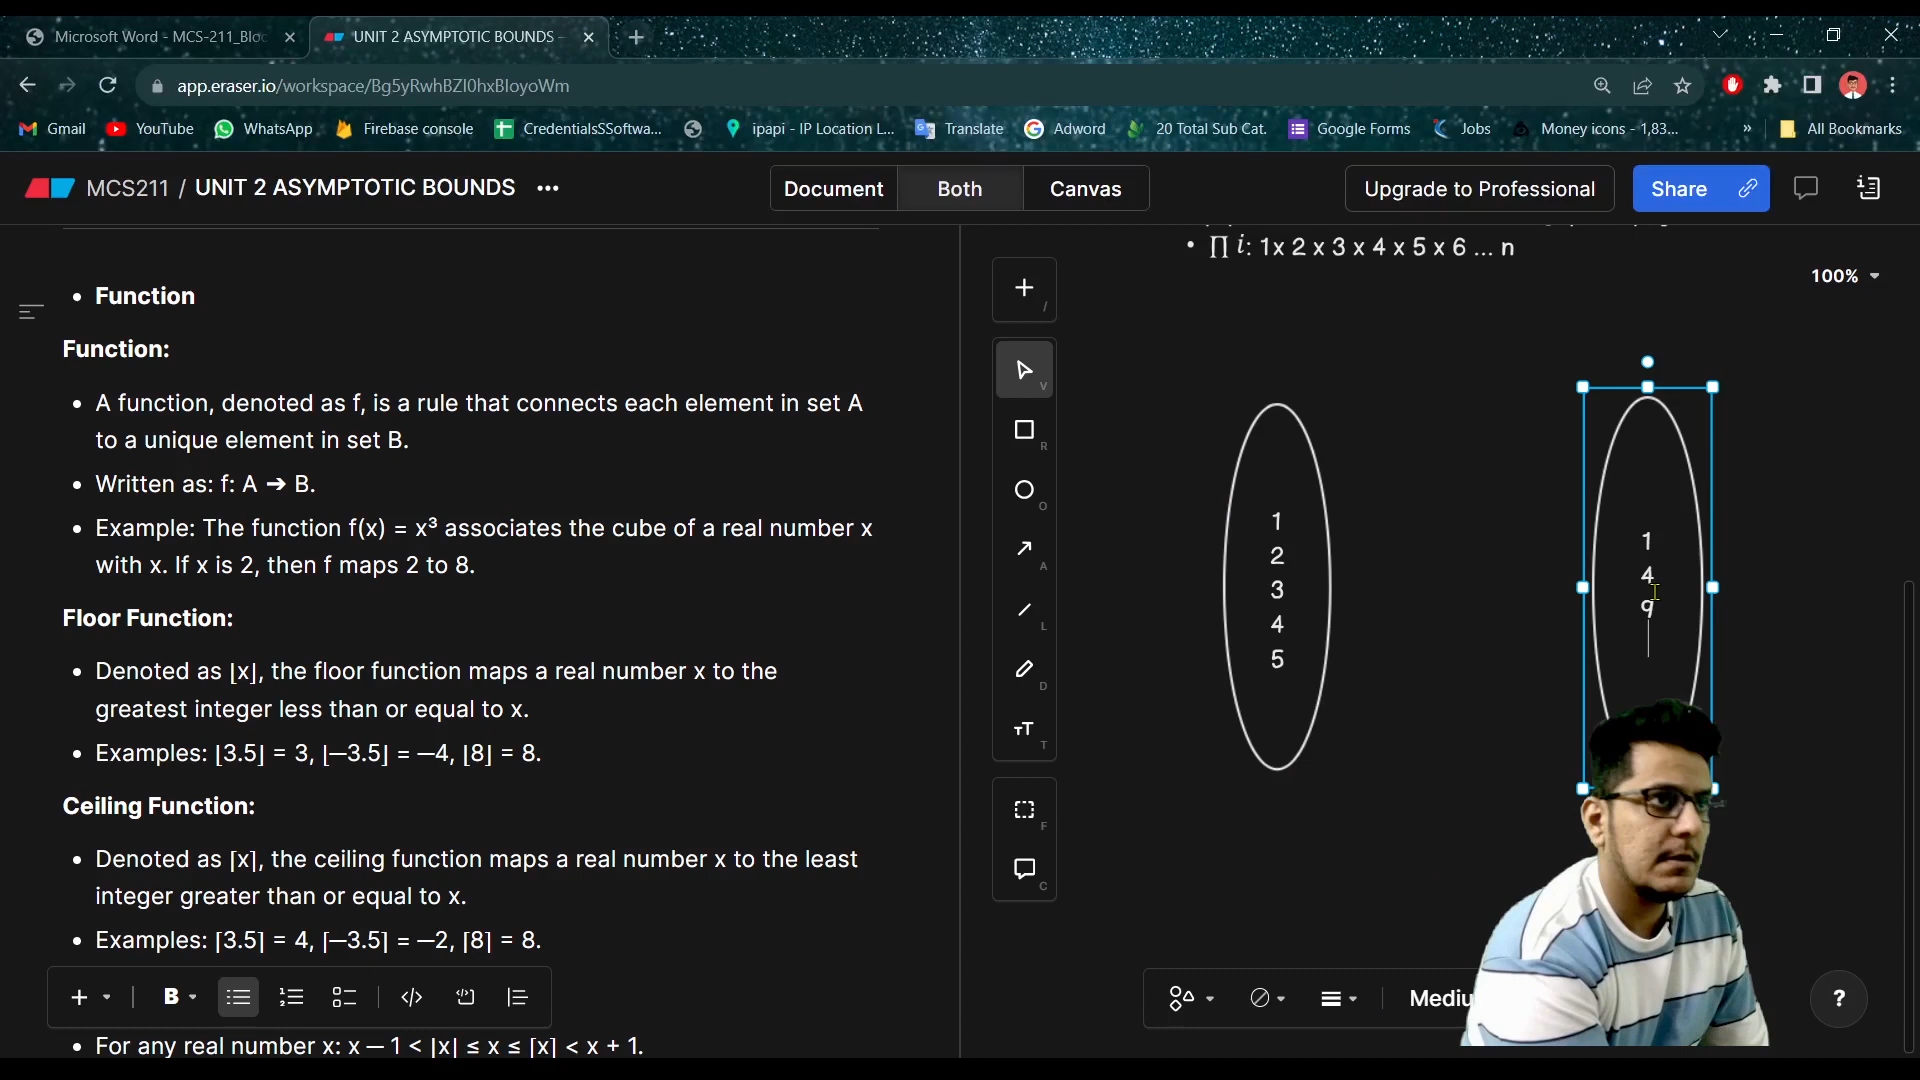 Microsoft Word - MCS-211_Bloc
UNIT 2 ASYMPTOTIC BOUNDS -
app.eraser.io/workspace/Bg5yRwhBZI0hxBIoyoWm
Gmail
YouTube
WhatsApp
Firebase console
CredentialsSSoftwa...
ipapi - IP Location L...
Translate
Adword
20 Total Sub Cat.
Google Forms
Jobs
Money icons - 1,83...
»
All Bookmarks
MCS211 / UNIT 2 ASYMPTOTIC BOUNDS •••
Document
Both
Canvas
Upgrade to Professional
Share
• Function
Function:
• A function, denoted as f, is a rule that connects each element in set A
to a unique element in set B.
• Written as: f: A ➔ B.
• Example: The function f(x) = x³ associates the cube of a real number x
with x. If x is 2, then f maps 2 to 8.
Floor Function:
• Denoted as ⌊x⌋, the floor function maps a real number x to the
greatest integer less than or equal to x.
• Examples: ⌊3.5⌋ = 3, ⌊—3.5⌋ = —4, ⌊8⌋ = 8.
Ceiling Function:
• Denoted as ⌈x⌉, the ceiling function maps a real number x to the least
integer greater than or equal to x.
• Examples: ⌈3.5⌉ = 4, ⌈—3.5⌉ = —2, ⌈8⌉ = 8.
B
• For any real number x: x — 1 < ⌊x⌋ ≤ x ≤ ⌈x⌉ < x + 1.
• ∏ i: 1x 2 x 3 x 4 x 5 x 6 ... n
100%
/
V
R
O
A
L
D
T
F
C
1
2
3
4
5
1
4
9
Mediu
?